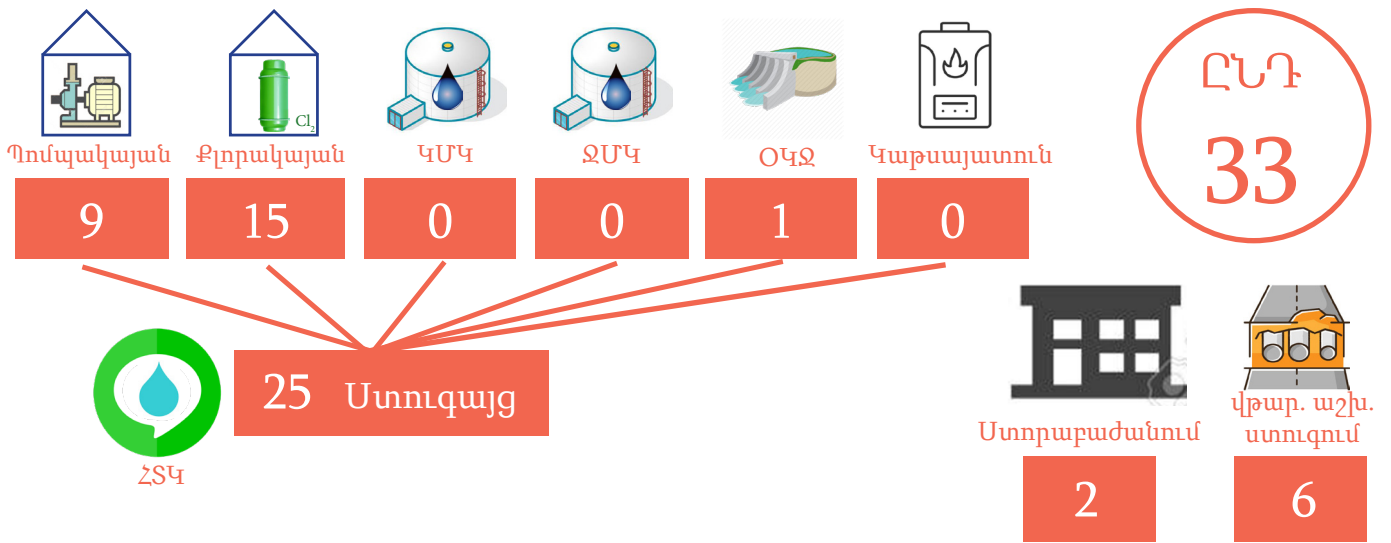 ԸՆԴ
33
Cl2
Պոմպակայան
Քլորակայան
ԿՄԿ
ՋՄԿ
ՕԿՋ
Կաթսայատուն
9
15
0
0
1
0
25 Ստուգայց
ՀՏԿ
Ստորաբաժանում
վթար. աշխ.
ստուգում
2
6